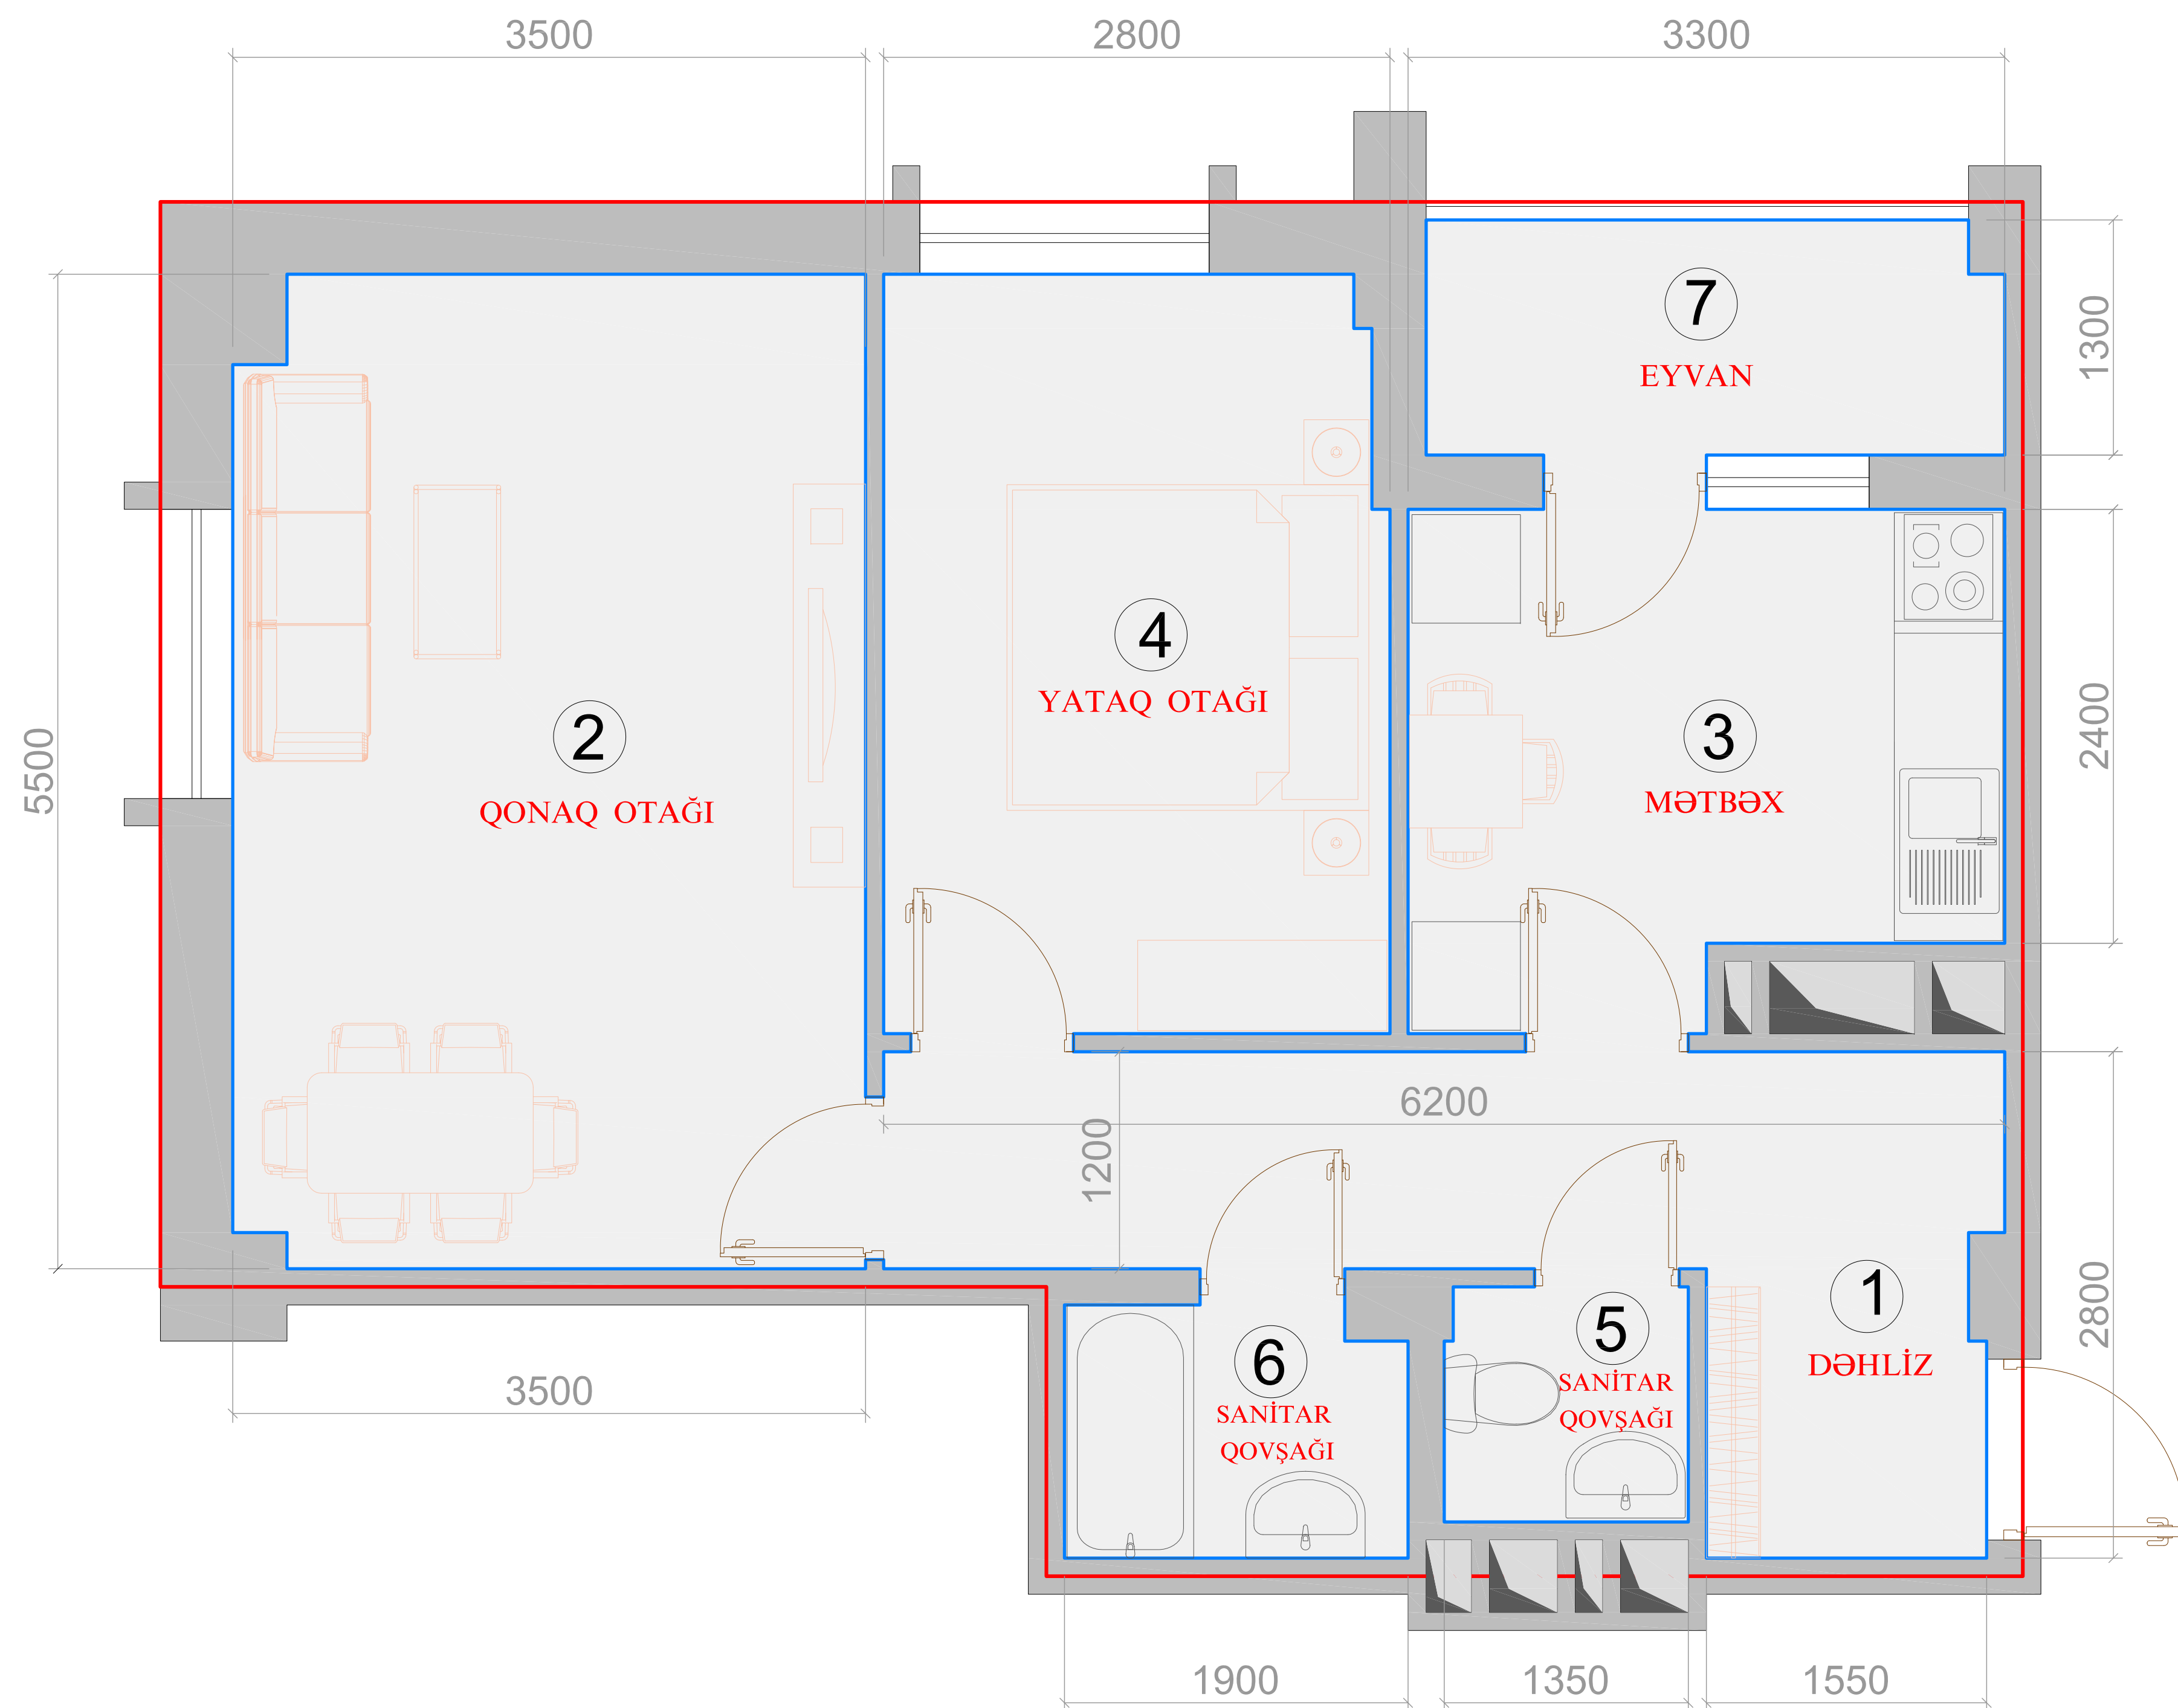 3500
2800
3300
7
EYVAN
1300
4
YATAQ OTAĞI
2
QONAQ OTAĞI
3
MƏTBƏX
5500
2400
6200
1200
1
DƏHLİZ
5
SANİTAR
QOVŞAĞI
6
SANİTAR
QOVŞAĞI
2800
3500
1900
1350
1550